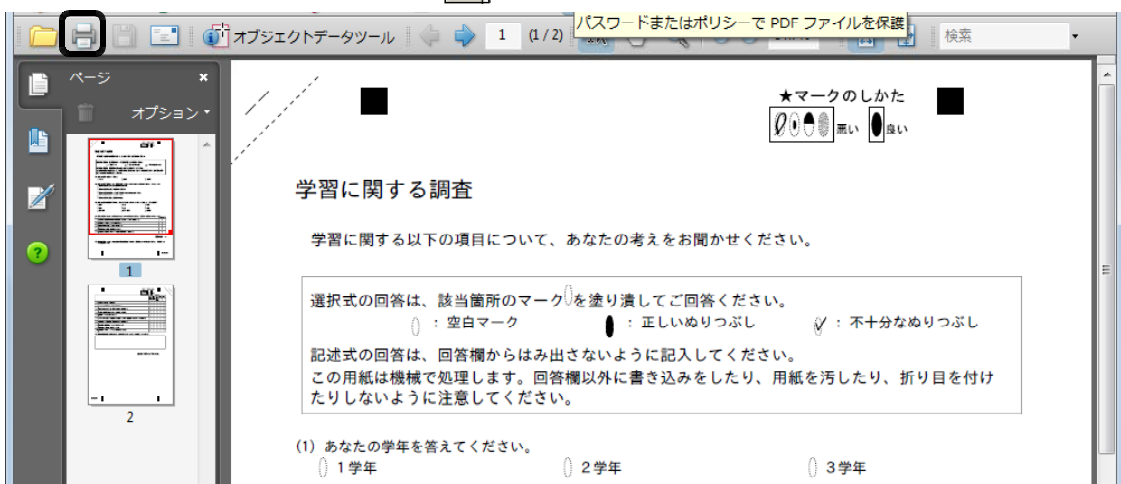 パスワードまたはポリシーで PDF ファイルを保護
オブジェクトデータツール 1 (1 / 2) 検索
ページ x
オプション
1
2
★マークのしかた
悪い 良い
学習に関する調査
学習に関する以下の項目について、あなたの考えをお聞かせください。
選択式の回答は、該当箇所のマークを塗り潰してご回答ください。
：空白マーク ：正しいぬりつぶし ：不十分なぬりつぶし
記述式の回答は、回答欄からはみ出さないように記入してください。
この用紙は機械で処理します。回答欄以外に書き込みをしたり、用紙を汚したり、折り目を付け
たりしないように注意してください。
(1) あなたの学年を答えてください。
1学年 2学年 3学年